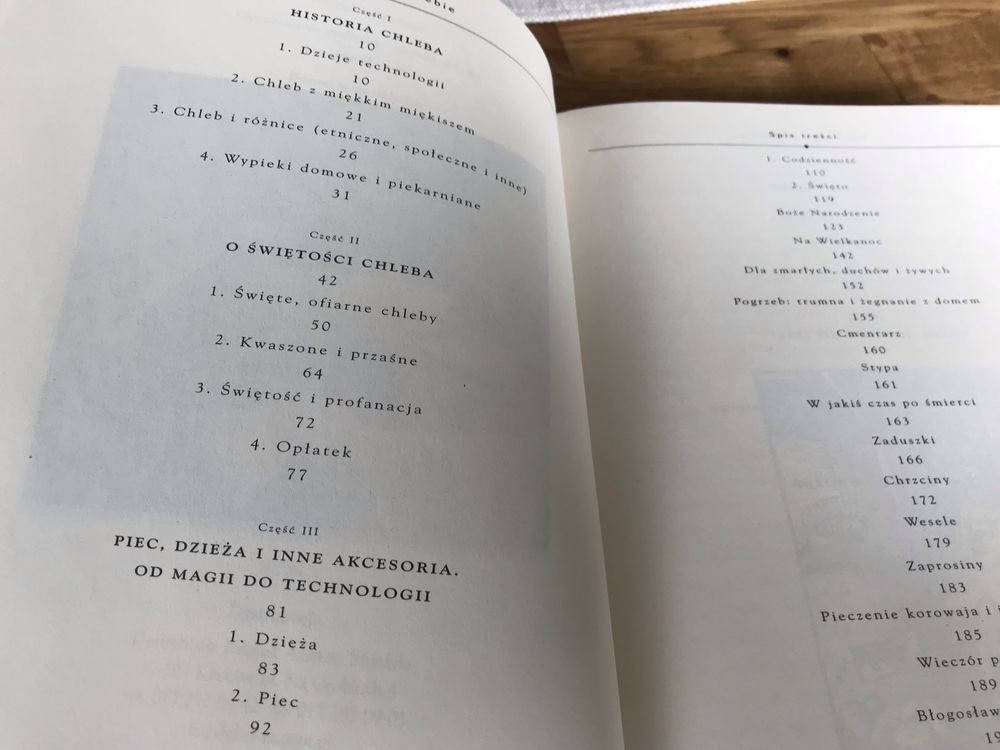 Część I
HISTORIA CHLEBA
10
1. Dzieje technologii
10
2. Chleb z miękkim miękiszem
21
3. Chleb i różnice (etniczne, społeczne i inne)
26
4. Wypieki domowe i piekarniane
31
Część II
O ŚWIĘTOŚCI CHLEBA
42
1. Święte, ofiarne chleby
50
2. Kwaszone i przaśne
64
3. Świętość i profanacja
72
4. Opłatek
77
Część III
PIEC, DZIEŻA I INNE AKCESORIA.
OD MAGII DO TECHNOLOGII
81
1. Dzieża
83
2. Piec
92
Spis treści
1. Codzienność
110
2. Święto
119
Boże Narodzenie
123
Na Wielkanoc
142
Dla zmarłych, duchów i żywych
152
Pogrzeb: trumna i żegnanie z domem
155
Cmentarz
160
Stypa
161
W jakiś czas po śmierci
163
Zaduszki
166
Chrzciny
172
Wesele
179
Zaprosiny
183
Pieczenie korowaja i
185
Wieczór p
189
Błogosław